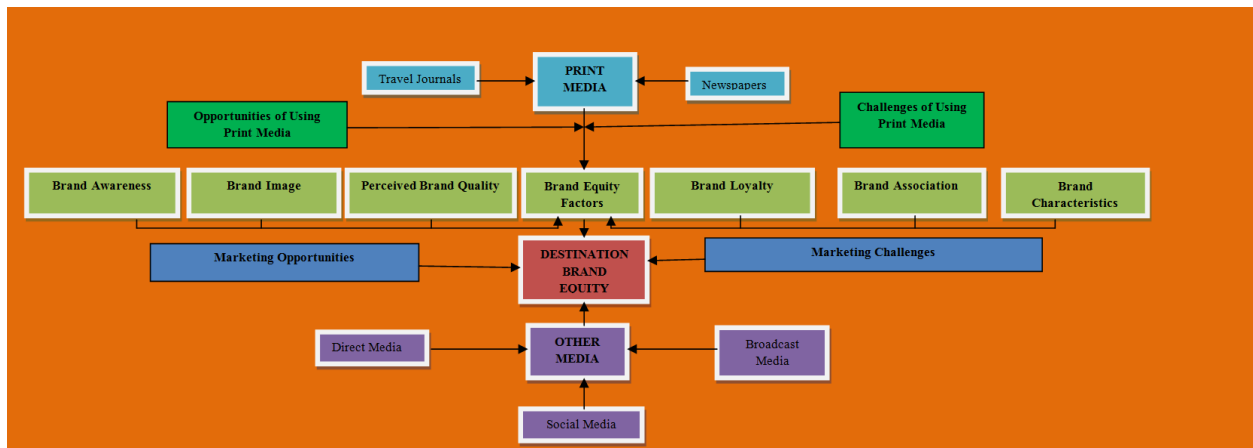 Travel Journals
PRINT
MEDIA
Newspapers
Opportunities of Using
Print Media
Challenges of Using
Print Media
Brand Awareness
Brand Image
Perceived Brand Quality
Brand Equity
Factors
Brand Loyalty
Brand Association
Brand
Characteristics
Marketing Opportunities
DESTINATION
BRAND
EQUITY
Marketing Challenges
Direct Media
OTHER
MEDIA
Broadcast
Media
Social Media